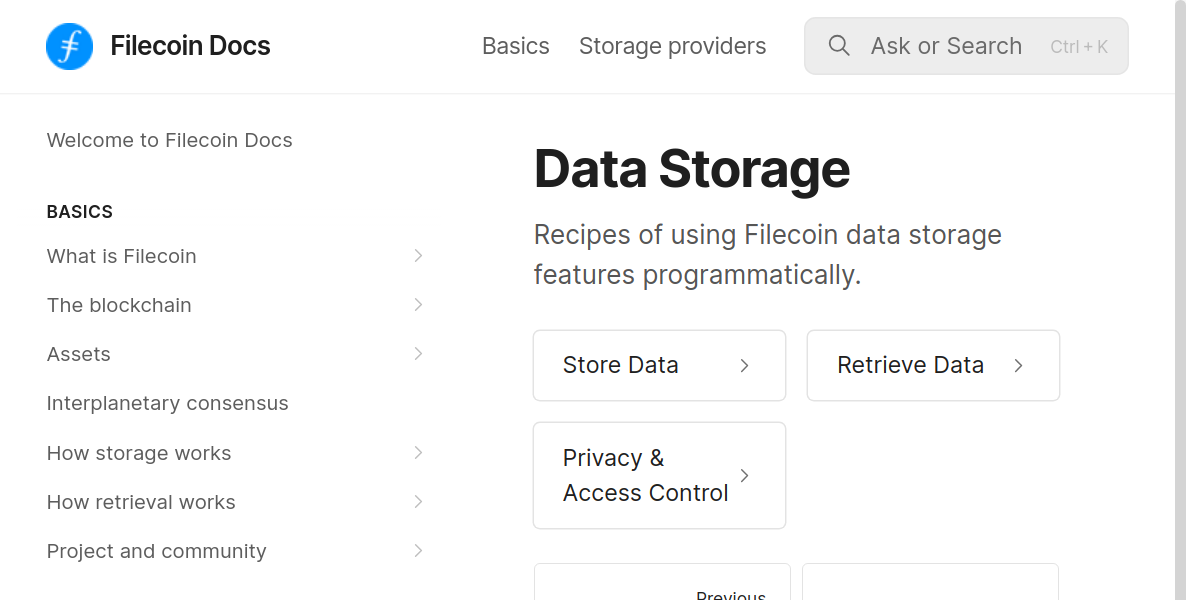 Filecoin Docs
Basics
Storage providers
Ask or Search
Ctrl + K
Welcome to Filecoin Docs
BASICS
What is Filecoin
The blockchain
Assets
Interplanetary consensus
How storage works
How retrieval works
Project and community
Data Storage
Recipes of using Filecoin data storage
features programmatically.
Store Data
Retrieve Data
Privacy &
Access Control
Previous